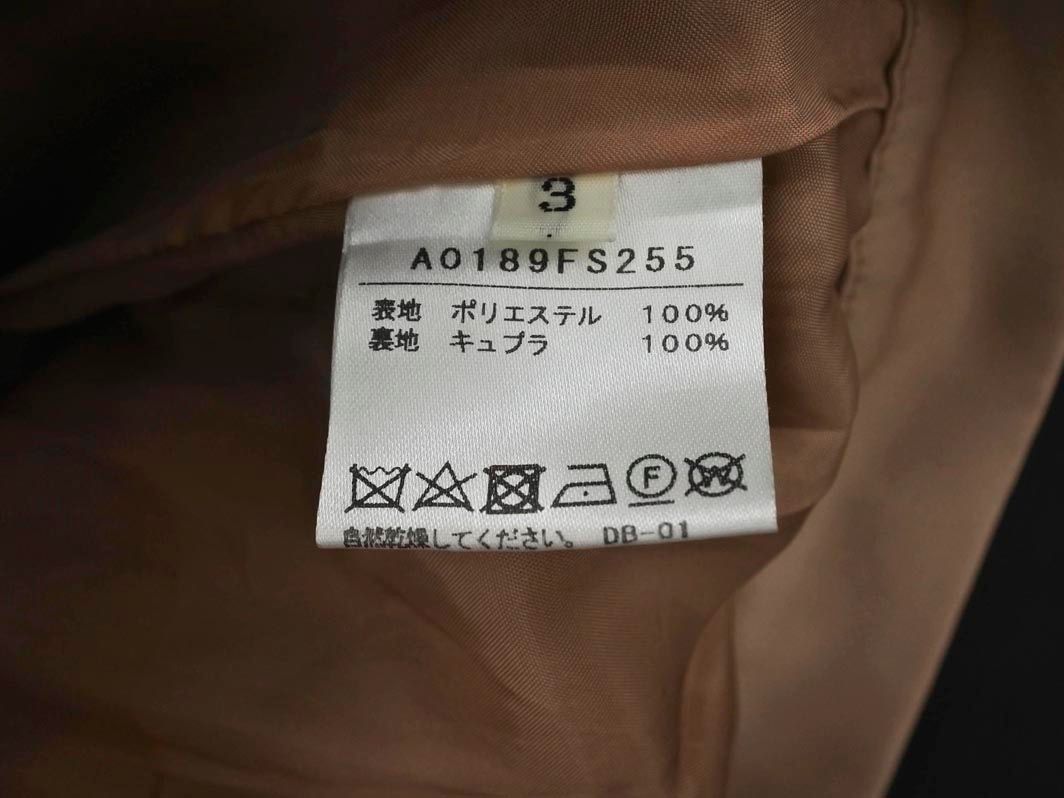 3
A0189FS255
表地 ポリエステル 100%
裏地 キュプラ 100%
F W
自然乾燥してください。 DB-01